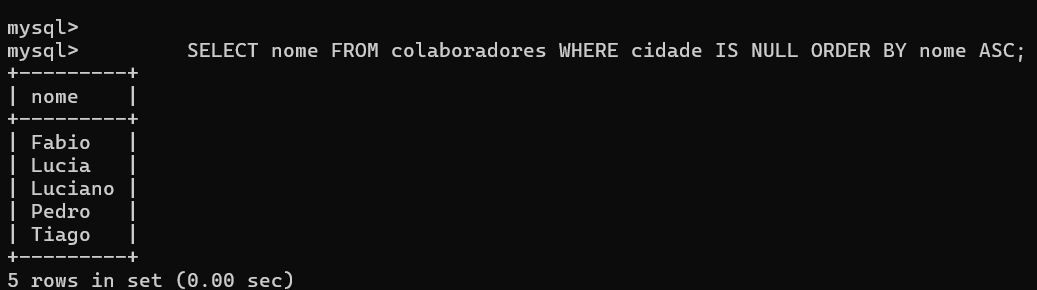 mysql>
mysql>         SELECT nome FROM colaboradores WHERE cidade IS NULL ORDER BY nome ASC;
+---------+
| nome    |
+---------+
| Fabio   |
| Lucia   |
| Luciano |
| Pedro   |
| Tiago   |
+---------+
5 rows in set (0.00 sec)